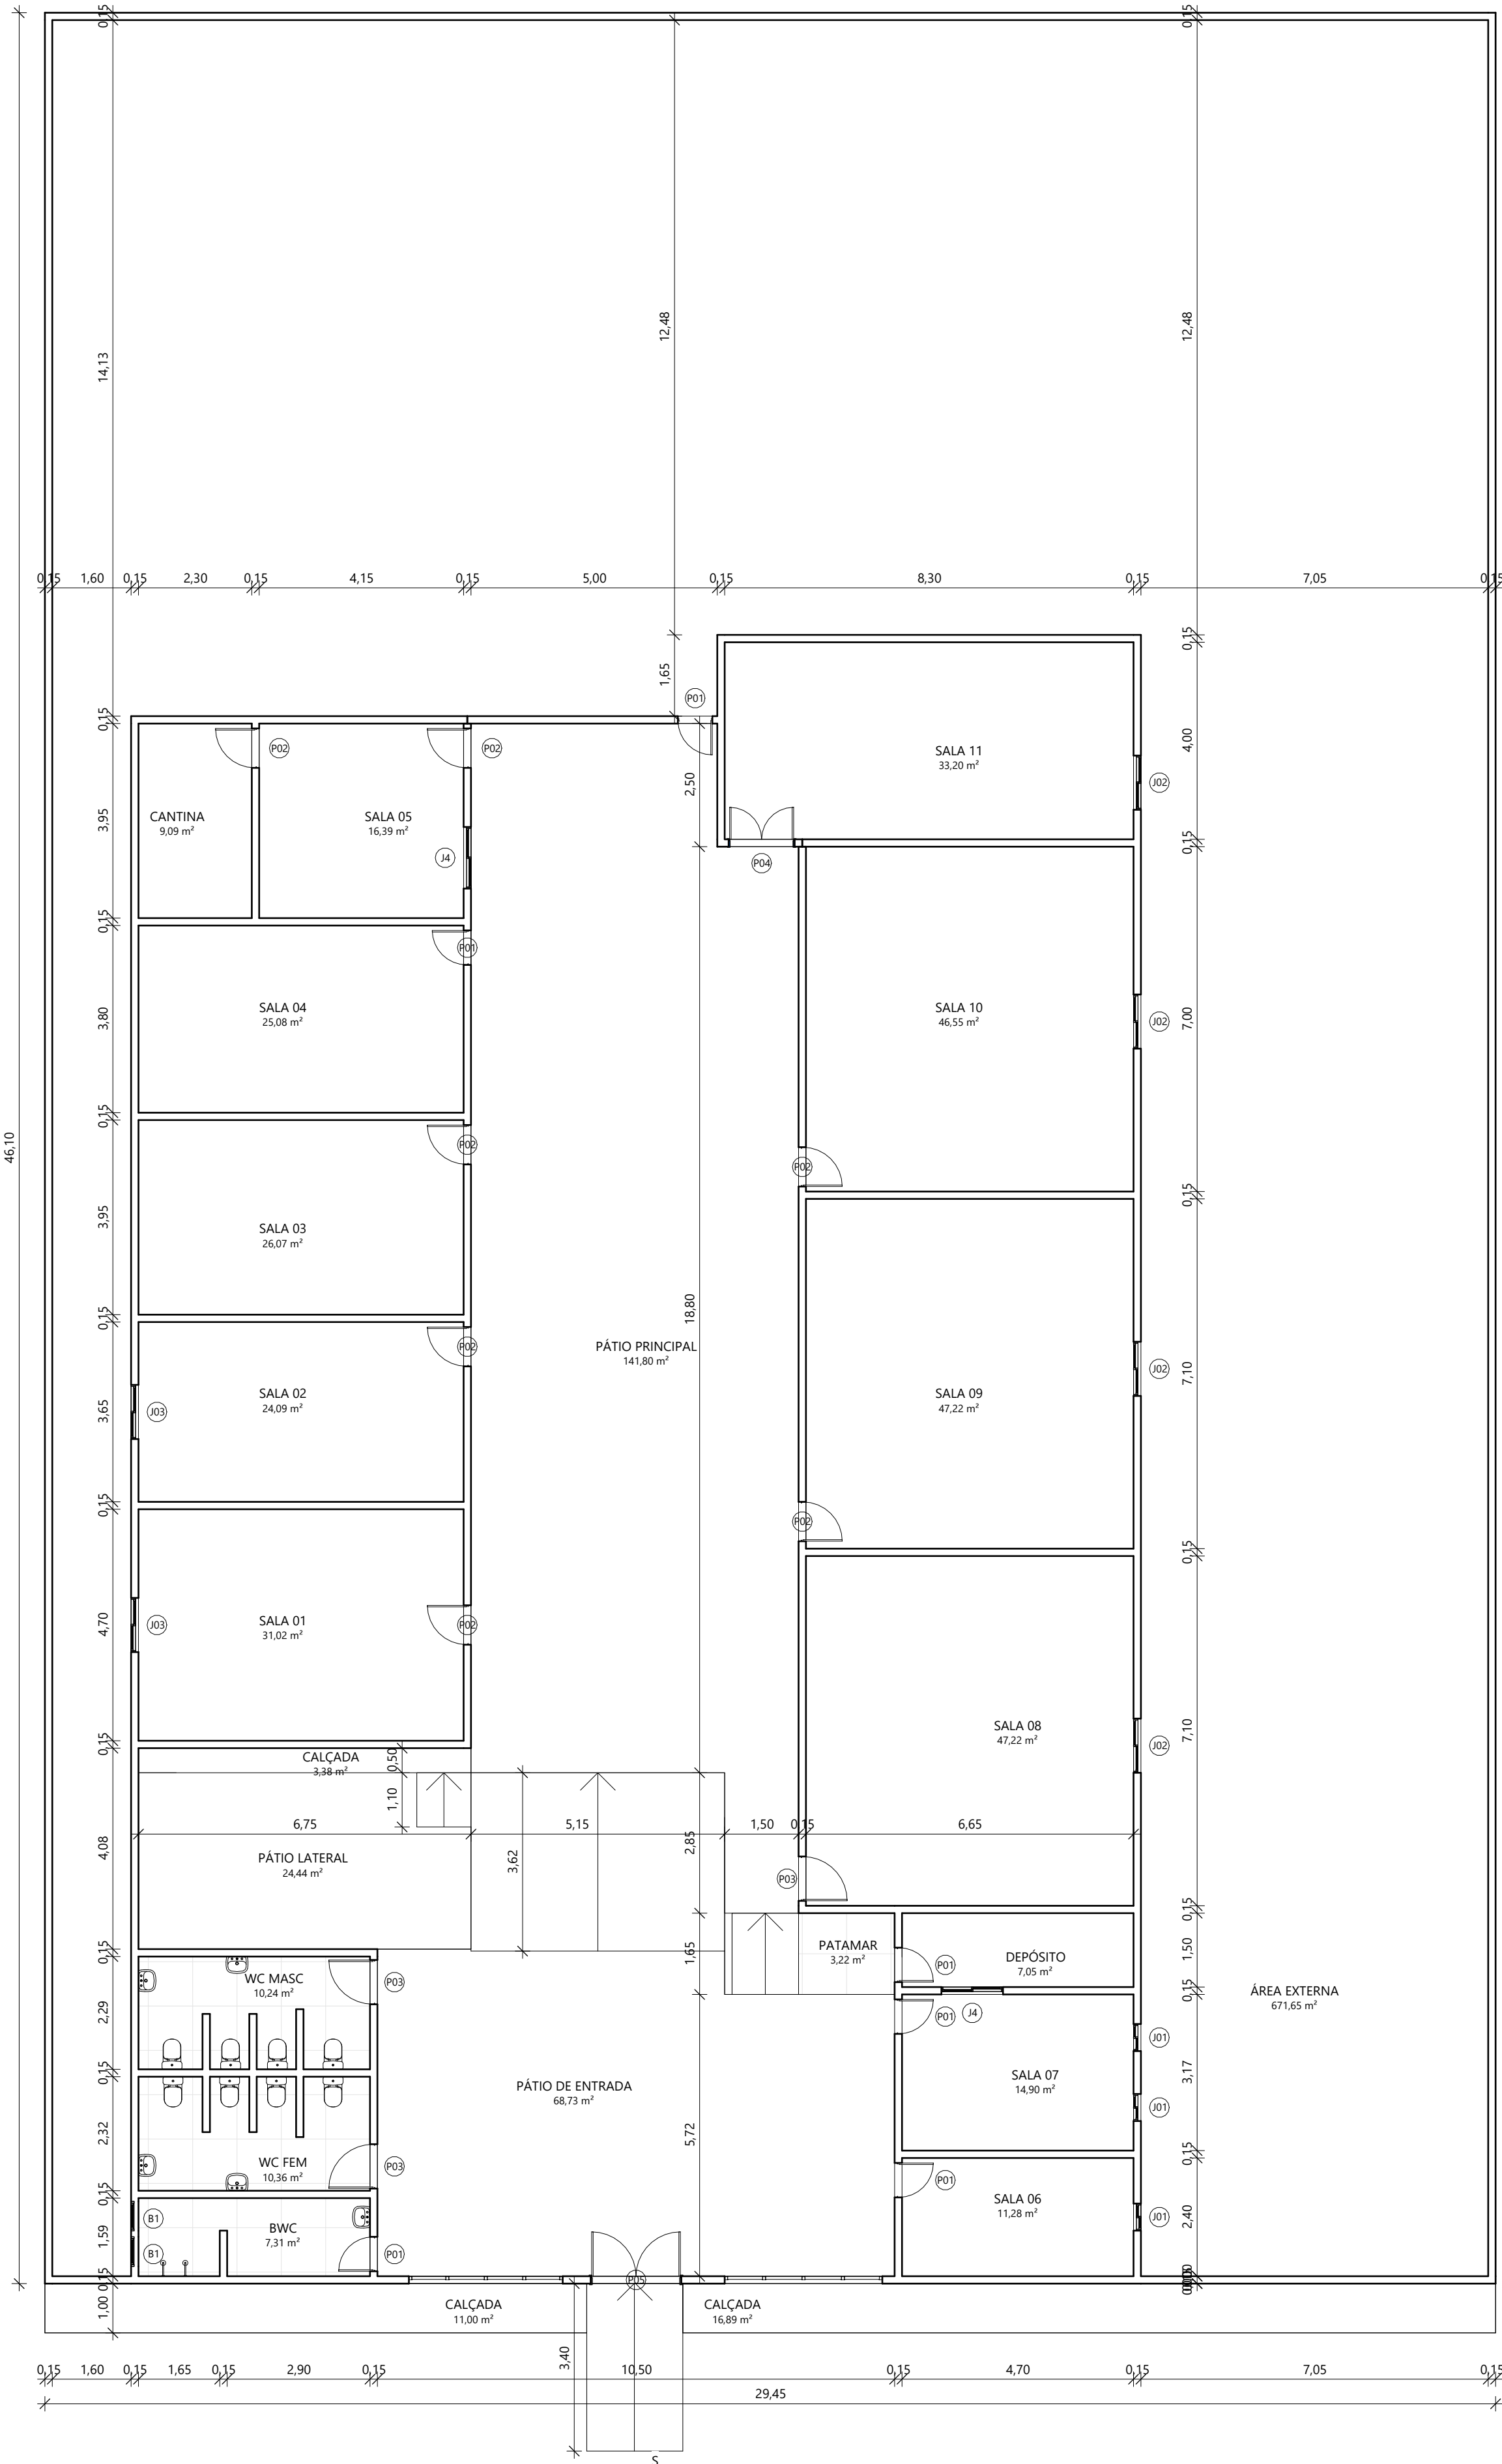 0,15
0,15
14,13
12,48
12,48
0,15
1,60
0,15
2,30
0,15
4,15
0,15
5,00
0,15
8,30
0,15
7,05
0,15
0,15
1,65
P01
0,15
P02
P02
SALA 11
33,20 m²
4,00
J02
2,50
CANTINA
9,09 m²
SALA 05
16,39 m²
3,95
J4
P04
0,15
0,15
P01
SALA 04
25,08 m²
3,80
SALA 10
46,55 m²
J02
7,00
0,15
46,10
P02
P02
0,15
SALA 03
26,07 m²
3,95
0,15
18,80
PÁTIO PRINCIPAL
141,80 m²
P02
J02
7,10
SALA 02
24,09 m²
3,65
J03
SALA 09
47,22 m²
0,15
P02
0,15
SALA 01
31,02 m²
4,70
J03
P02
SALA 08
47,22 m²
7,10
J02
0,15
CALÇADA
3,38 m²
0,50
1,10
6,75
5,15
1,50
0,15
6,65
4,08
PÁTIO LATERAL
24,44 m²
3,62
2,85
P03
0,15
PATAMAR
3,22 m²
DEPÓSITO
7,05 m²
1,50
1,65
P01
0,15
WC MASC
10,24 m²
P03
0,15
ÁREA EXTERNA
671,65 m²
2,29
P01
J4
J01
0,15
SALA 07
14,90 m²
3,17
PÁTIO DE ENTRADA
68,73 m²
J01
2,32
5,72
0,15
WC FEM
10,36 m²
P03
P01
0,15
SALA 06
11,28 m²
2,40
J01
B1
BWC
7,31 m²
1,59
B1
P01
0,15
P05
1,00
CALÇADA
11,00 m²
CALÇADA
16,89 m²
3,40
0,15
1,60
0,15
1,65
0,15
2,90
0,15
10,50
0,15
4,70
0,15
7,05
0,15
29,45
S